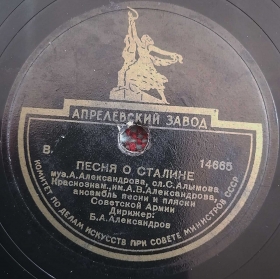 АПРЕЛЕВСКИЙ ЗАВОД
В.
14665
ПЕСНЯ О СТАЛИНЕ
муз.А.Александрова, сл.С.Алымова
Краснознам.им.А.В.Александрова,
ансамбль песни и пляски
Советской Армии
Дирижер:
Б.А.Александров
КОМИТЕТ ПО ДЕЛАМ ИСКУССТВ ПРИ СОВЕТЕ МИНИСТРОВ СССР